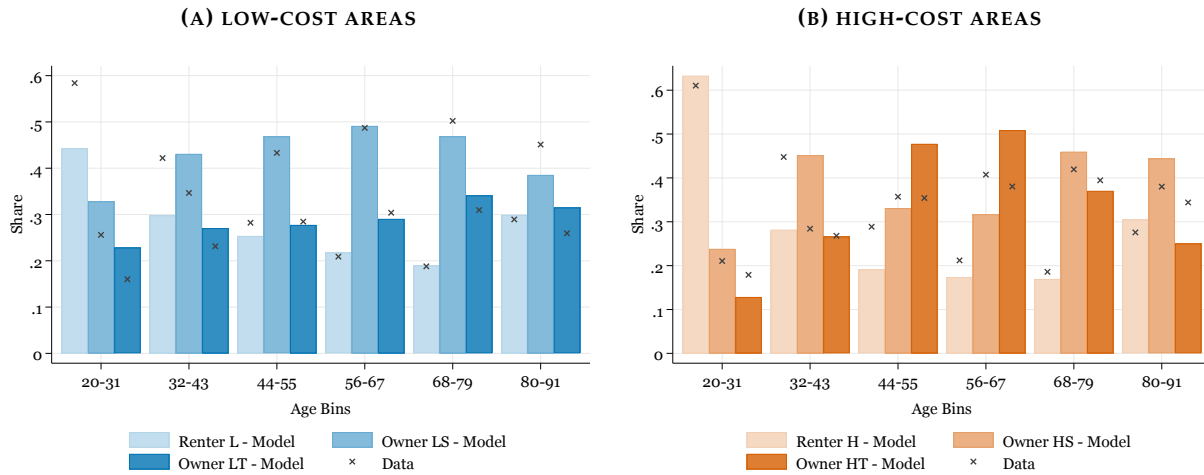 (A) LOW-COST AREAS
.6
.5
.4
.3
.2
.1
0
Share
20-31 32-43 44-55 56-67 68-79 80-91
Age Bins
Renter L - Model Owner LS - Model
Owner LT - Model × Data
(B) HIGH-COST AREAS
.6
.5
.4
.3
.2
.1
0
Share
20-31 32-43 44-55 56-67 68-79 80-91
Age Bins
Renter H - Model Owner HS - Model
Owner HT - Model × Data